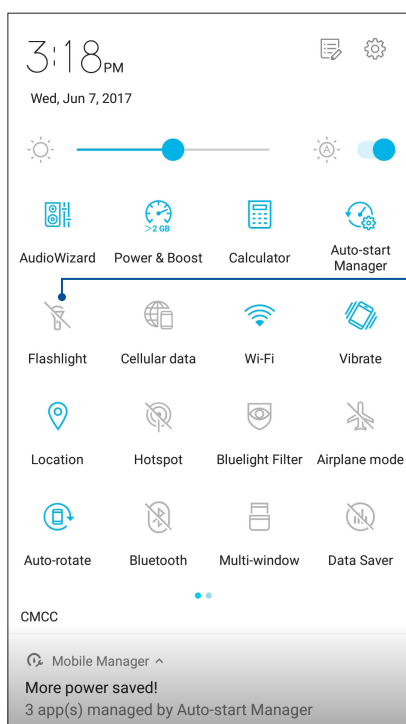 3:18 PM
Wed, Jun 7, 2017
A
>2 GB
AudioWizard Power & Boost Calculator Auto-start Manager
Flashlight Cellular data Wi-Fi Vibrate
Location Hotspot Bluelight Filter Airplane mode
Auto-rotate Bluetooth Multi-window Data Saver
CMCC
Mobile Manager
More power saved!
3 app(s) managed by Auto-start Manager